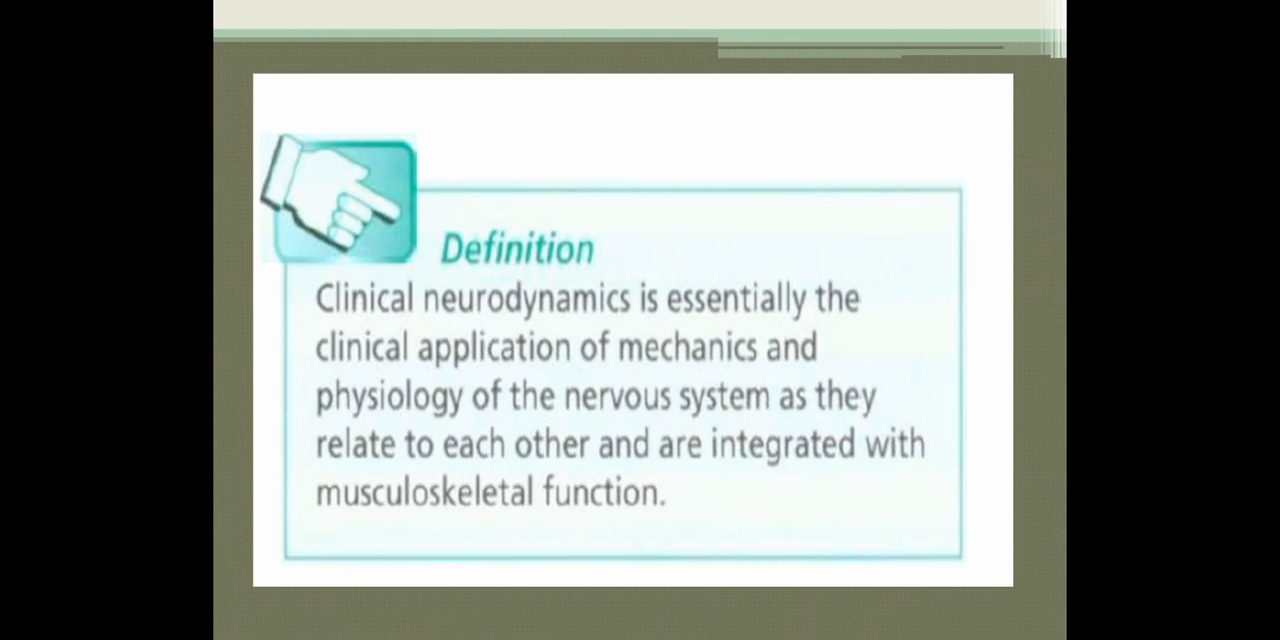 Definition
Clinical neurodynamics is essentially the
clinical application of mechanics and
physiology of the nervous system as they
relate to each other and are integrated with
musculoskeletal function.